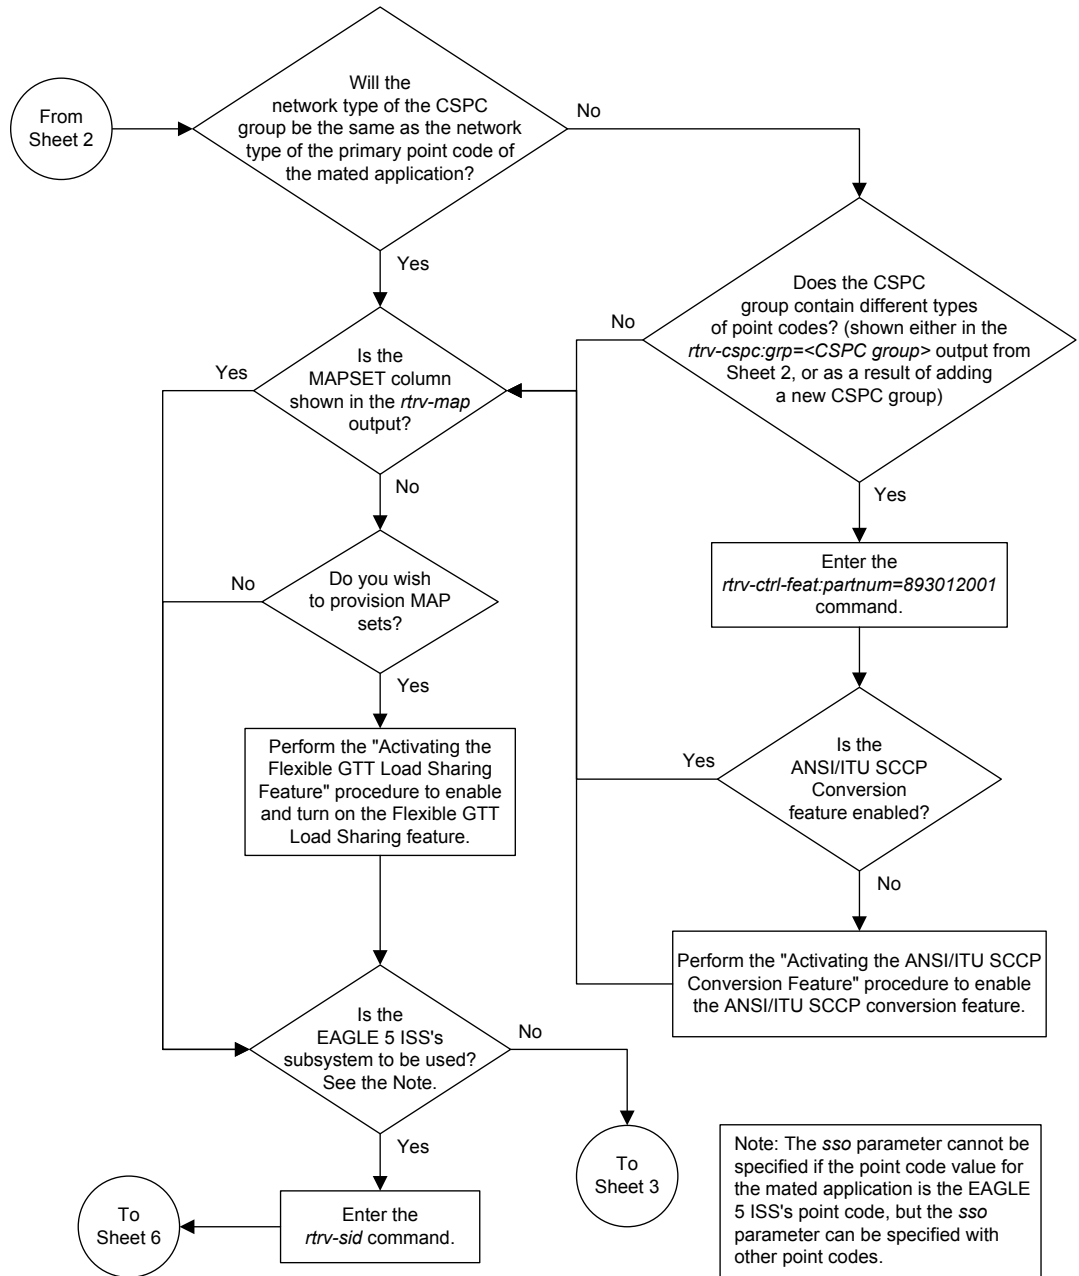 From
Sheet 2
Will the
network type of the CSPC
group be the same as the network
type of the primary point code of
the mated application?
No
Yes
Does the CSPC
group contain different types
of point codes? (shown either in the
rtrv-cspc:grp=<CSPC group> output from
Sheet 2, or as a result of adding
a new CSPC group)
No
Yes
Is the
MAPSET column
shown in the rtrv-map
output?
Yes
No
Enter the
rtrv-ctrl-feat:partnum=893012001
command.
Do you wish
to provision MAP
sets?
No
Yes
Is the
ANSI/ITU SCCP
Conversion
feature enabled?
Yes
No
Perform the "Activating the
Flexible GTT Load Sharing
Feature" procedure to enable
and turn on the Flexible GTT
Load Sharing feature.
Perform the "Activating the ANSI/ITU SCCP
Conversion Feature" procedure to enable
the ANSI/ITU SCCP conversion feature.
Is the
EAGLE 5 ISS's
subsystem to be used?
See the Note.
No
Yes
To
Sheet 3
Enter the
rtrv-sid command.
To
Sheet 6
Note: The sso parameter cannot be
specified if the point code value for
the mated application is the EAGLE
5 ISS's point code, but the sso
parameter can be specified with
other point codes.